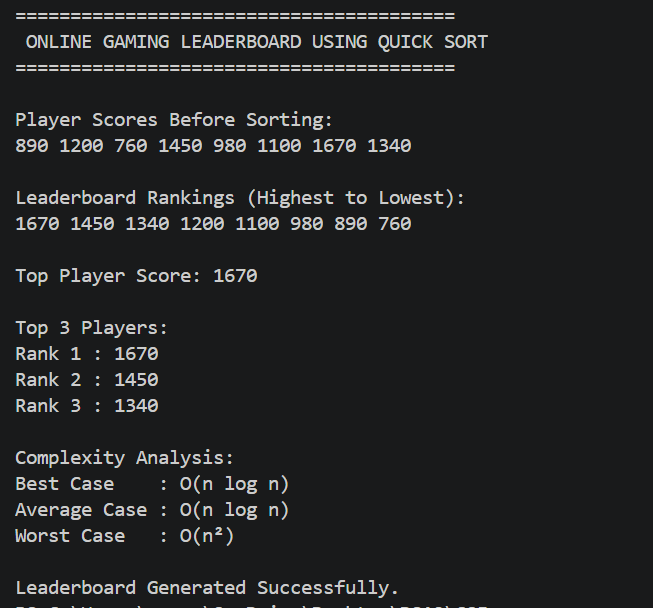 ========================================
ONLINE GAMING LEADERBOARD USING QUICK SORT
========================================
Player Scores Before Sorting:
890 1200 760 1450 980 1100 1670 1340
Leaderboard Rankings (Highest to Lowest):
1670 1450 1340 1200 1100 980 890 760
Top Player Score: 1670
Top 3 Players:
Rank 1 : 1670
Rank 2 : 1450
Rank 3 : 1340
Complexity Analysis:
Best Case    : O(n log n)
Average Case : O(n log n)
Worst Case   : O(n²)
Leaderboard Generated Successfully.